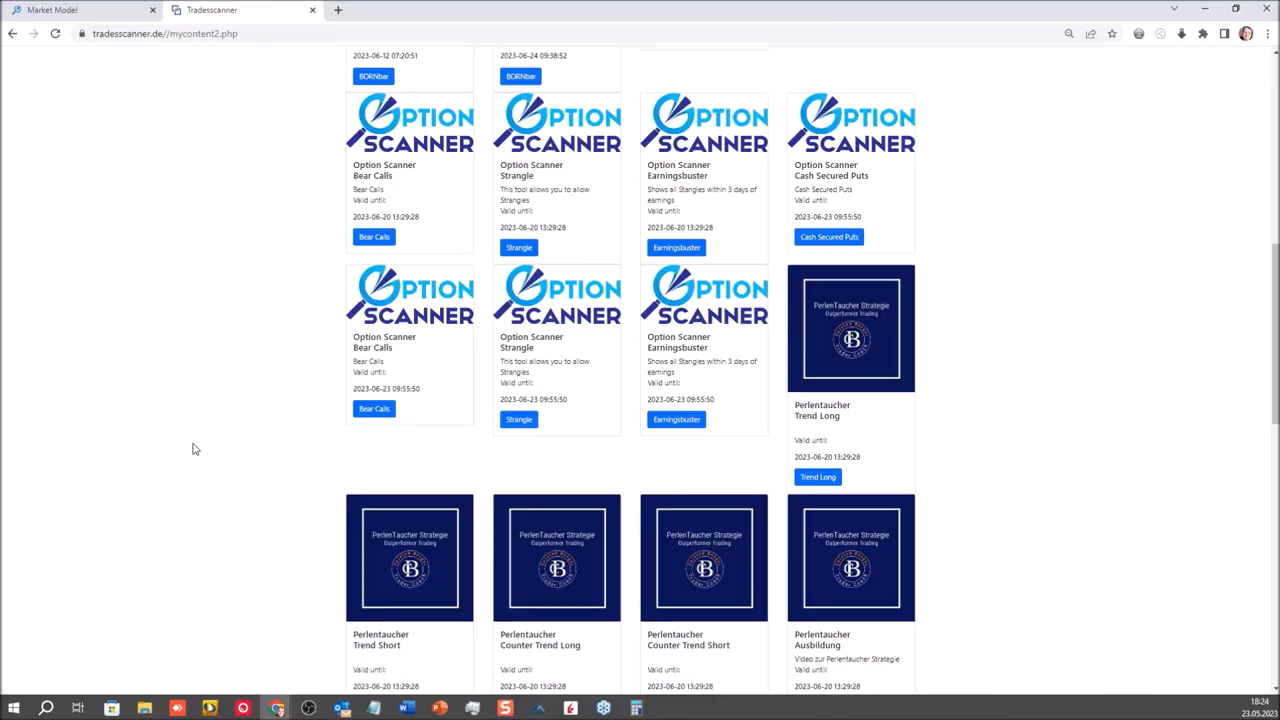 Market Model
Tradesscanner
tradesscanner.de//mycontent2.php
2023-06-12 07:20:51
BORNbar
2023-06-24 09:38:52
BORNbar
OPTION
SCANNER
Option Scanner
Bear Calls
Bear Calls
Valid until:
2023-06-20 13:29:28
Bear Calls
OPTION
SCANNER
Option Scanner
Strangle
This tool allows you to allow
Strangies
Valid until:
2023-06-20 13:29:28
Strangle
OPTION
SCANNER
Option Scanner
Earningsbuster
Shows all Stangies within 3 days of
earnings
Valid until:
2023-06-20 13:29:28
Earningsbuster
OPTION
SCANNER
Option Scanner
Cash Secured Puts
Cash Secured Puts
Valid until:
2023-06-23 09:55:50
Cash Secured Puts
OPTION
SCANNER
Option Scanner
Bear Calls
Bear Calls
Valid until:
2023-06-23 09:55:50
Bear Calls
OPTION
SCANNER
Option Scanner
Strangle
This tool allows you to allow
Strangies
Valid until:
2023-06-23 09:55:50
Strangle
OPTION
SCANNER
Option Scanner
Earningsbuster
Shows all Stangies within 3 days of
earnings
Valid until:
2023-06-23 09:55:50
Earningsbuster
PerlenTaucher Strategie
Outperformer Trading
Perlentaucher
Trend Long
Valid until:
2023-06-20 13:29:28
Trend Long
PerlenTaucher Strategie
Outperformer Trading
Perlentaucher
Trend Short
Valid until:
2023-06-20 13:29:28
PerlenTaucher Strategie
Outperformer Trading
Perlentaucher
Counter Trend Long
Valid until:
2023-06-20 13:29:28
PerlenTaucher Strategie
Outperformer Trading
Perlentaucher
Counter Trend Short
Valid until:
2023-06-20 13:29:28
PerlenTaucher Strategie
Outperformer Trading
Perlentaucher
Ausbildung
Video zur Perlentaucher Strategie
Valid until:
2023-06-20 13:29:28
18:24
23.05.2023